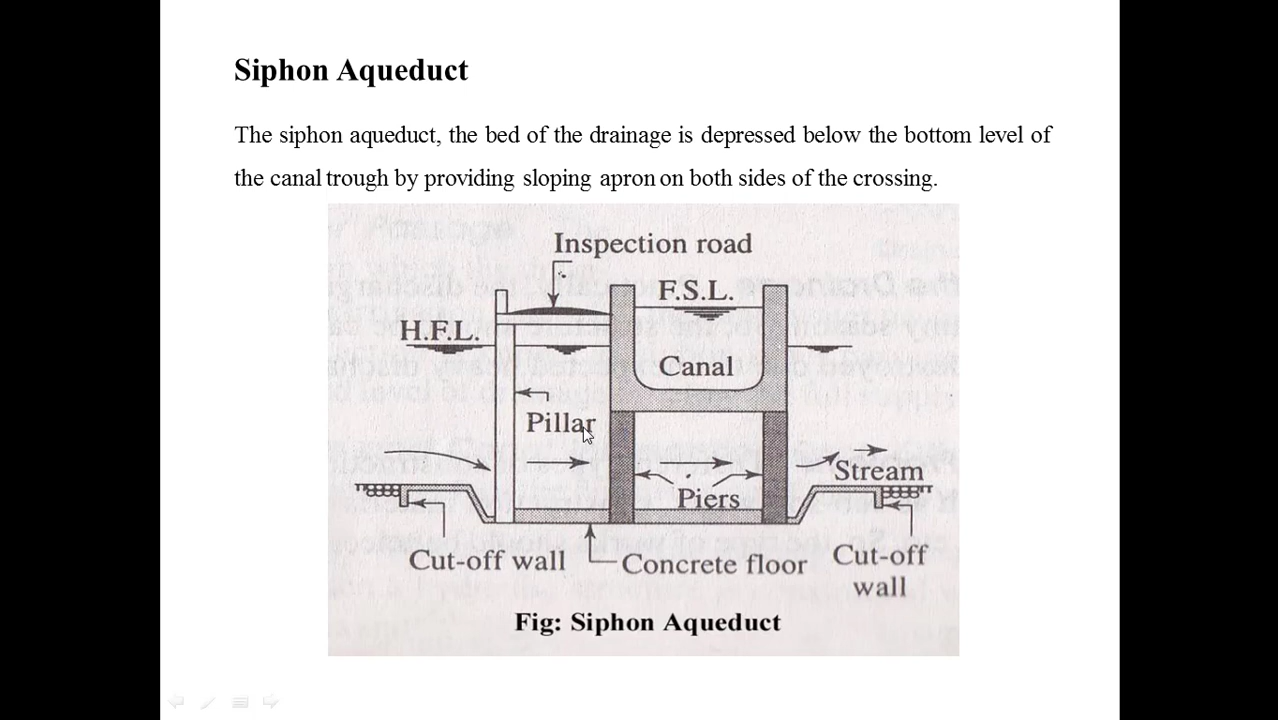 Siphon Aqueduct
The siphon aqueduct, the bed of the drainage is depressed below the bottom level of
the canal trough by providing sloping apron on both sides of the crossing.
Inspection road
F.S.L.
H.F.L.
Canal
Pillar
Stream
Piers
Cut-off wall
Concrete floor
Cut-off
wall
Fig: Siphon Aqueduct